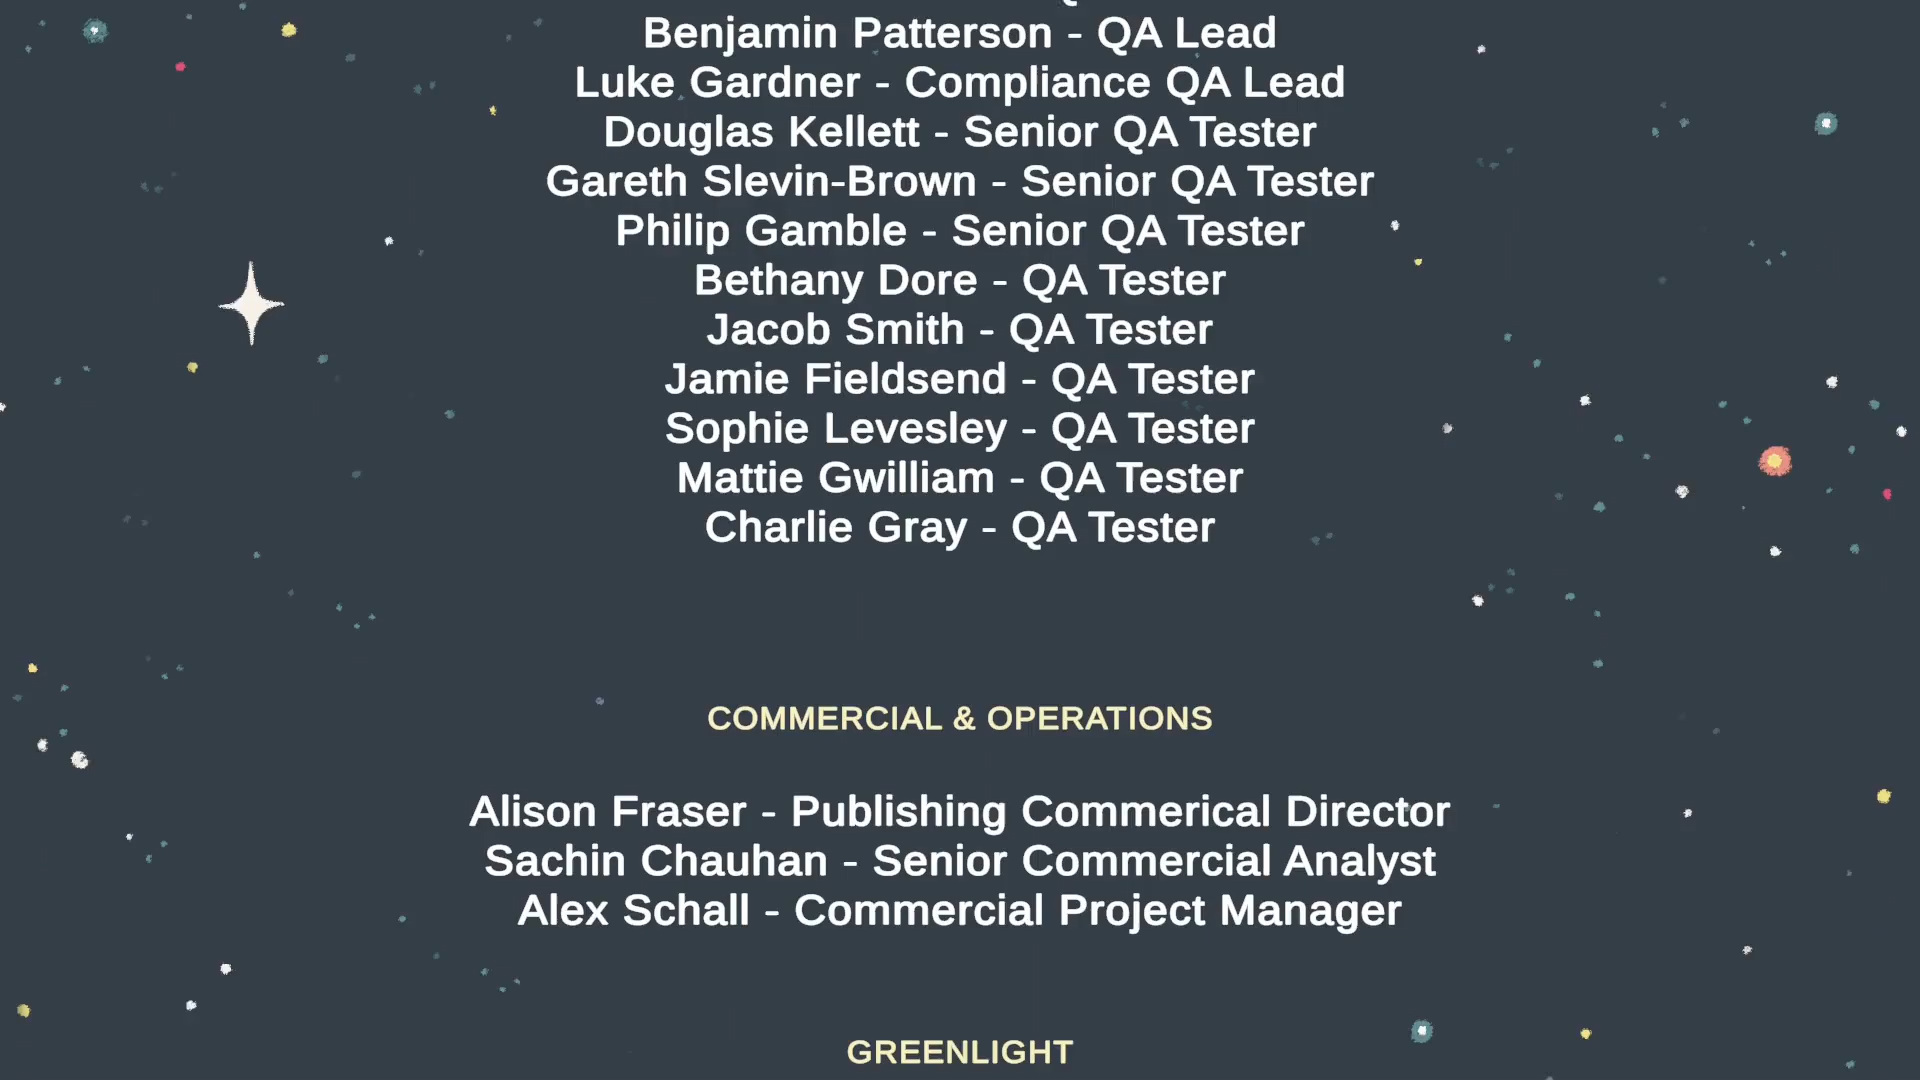 Benjamin Patterson - QA Lead
Luke Gardner - Compliance QA Lead
Douglas Kellett - Senior QA Tester
Gareth Slevin-Brown - Senior QA Tester
Philip Gamble - Senior QA Tester
Bethany Dore - QA Tester
Jacob Smith - QA Tester
Jamie Fieldsend - QA Tester
Sophie Levesley - QA Tester
Mattie Gwilliam - QA Tester
Charlie Gray - QA Tester
COMMERCIAL & OPERATIONS
Alison Fraser - Publishing Commerical Director
Sachin Chauhan - Senior Commercial Analyst
Alex Schall - Commercial Project Manager
GREENLIGHT